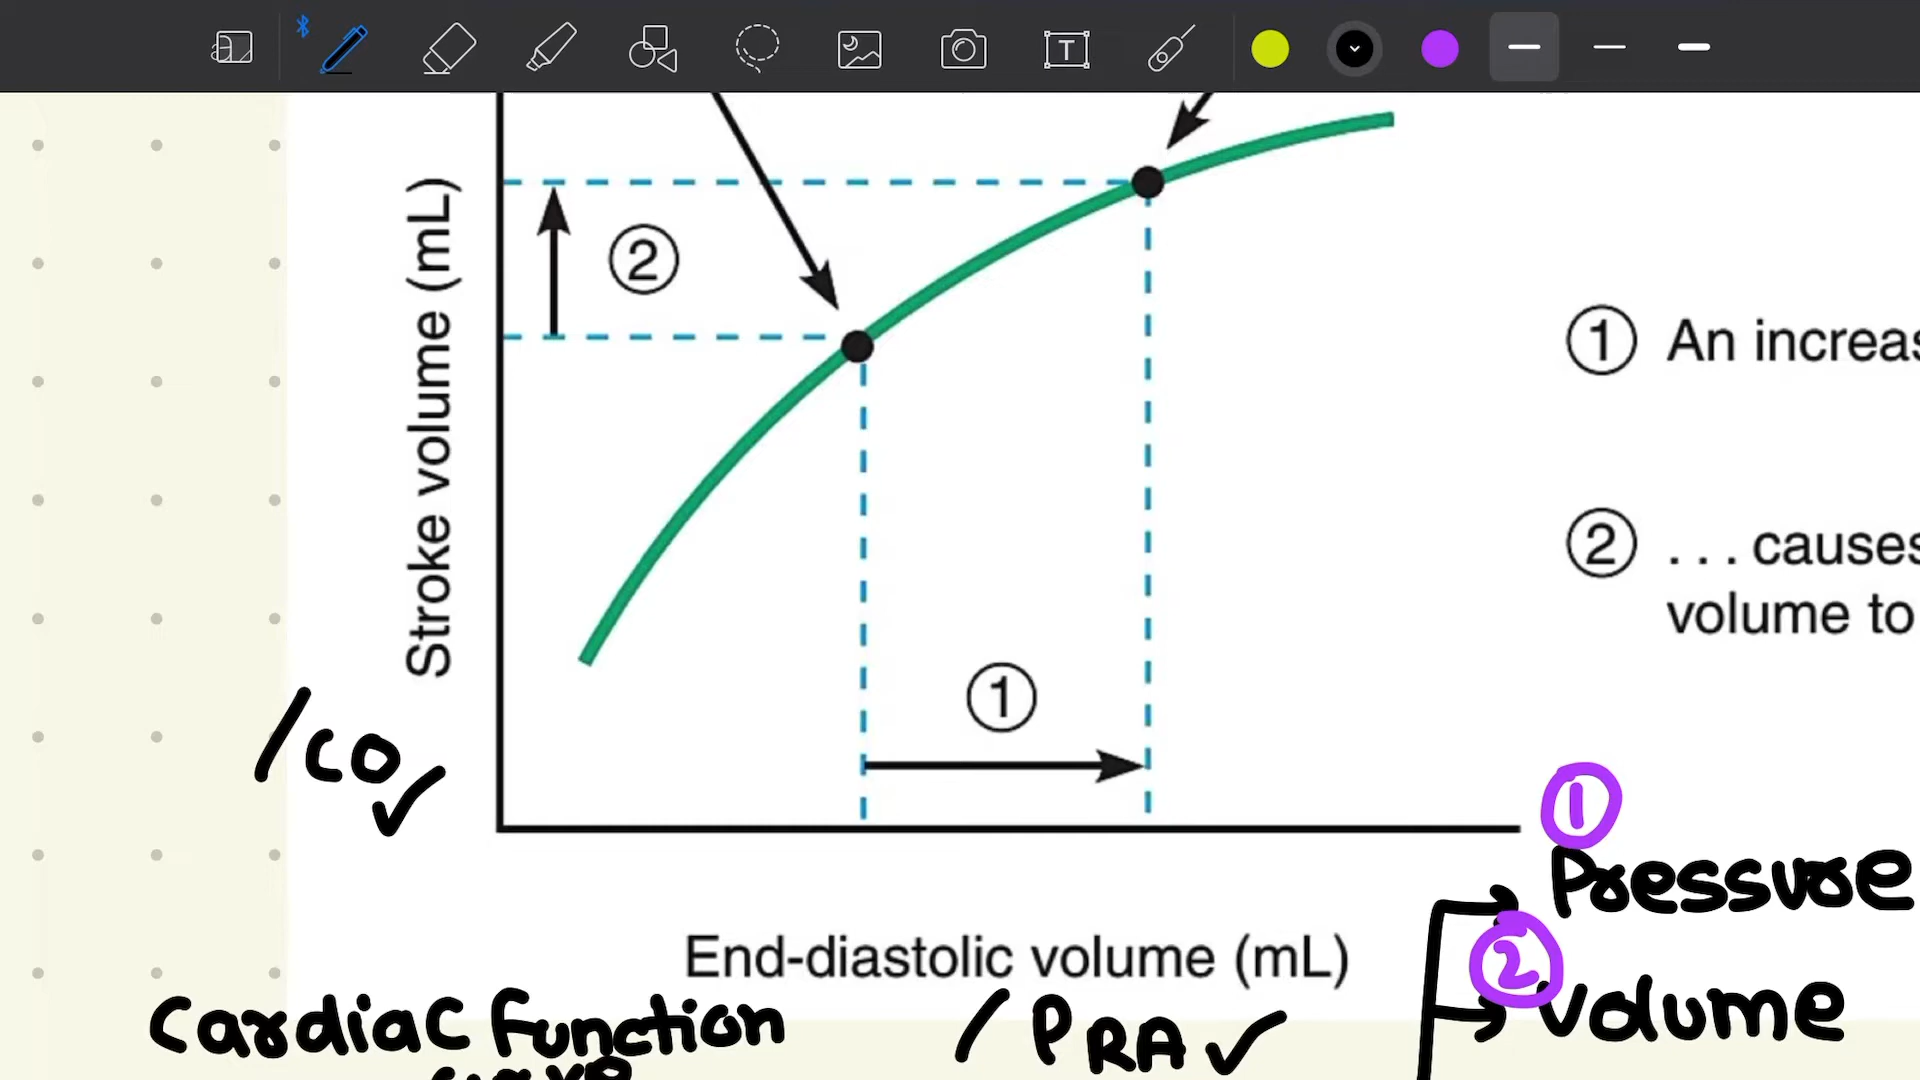 T
Stroke volume (mL)
2
1
1 An increas
2 ... causes
volume to
/CO✓
End-diastolic volume (mL)
1
Pressure
2
Volume
Cardiac Function
curve
/ PRA ✓